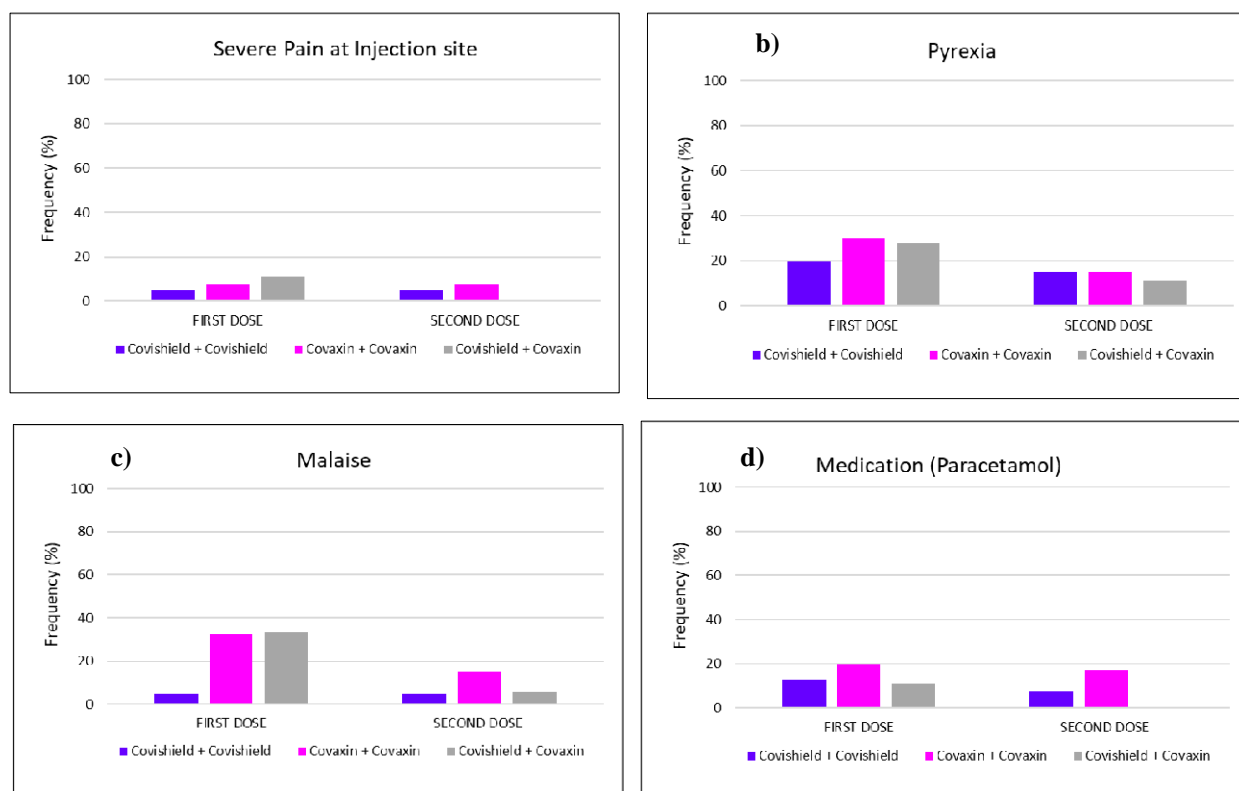 Severe Pain at Injection site
100
80
60
40
20
0
Frequency (%)
FIRST DOSE SECOND DOSE
Covishield + Covishield Covaxin + Covaxin Covishield + Covaxin
b)
Pyrexia
100
80
60
40
20
0
Frequency (%)
FIRST DOSE SECOND DOSE
Covishield + Covishield Covaxin + Covaxin Covishield + Covaxin
c)
Malaise
100
80
60
40
20
0
Frequency (%)
FIRST DOSE SECOND DOSE
Covishield + Covishield Covaxin + Covaxin Covishield + Covaxin
d)
Medication (Paracetamol)
100
80
60
40
20
0
Frequency (%)
FIRST DOSE SECOND DOSE
Covishield + Covishield Covaxin + Covaxin Covishield + Covaxin